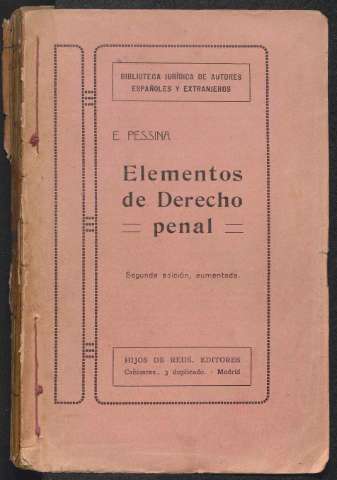 BIBLIOTECA JURÍDICA DE AUTORES
ESPAÑOLES Y EXTRANJEROS
E. PESSINA
Elementos
de Derecho
penal
Segunda edición, aumentada.
HIJOS DE REUS, EDITORES
Cañizares, 3 duplicado. - Madrid